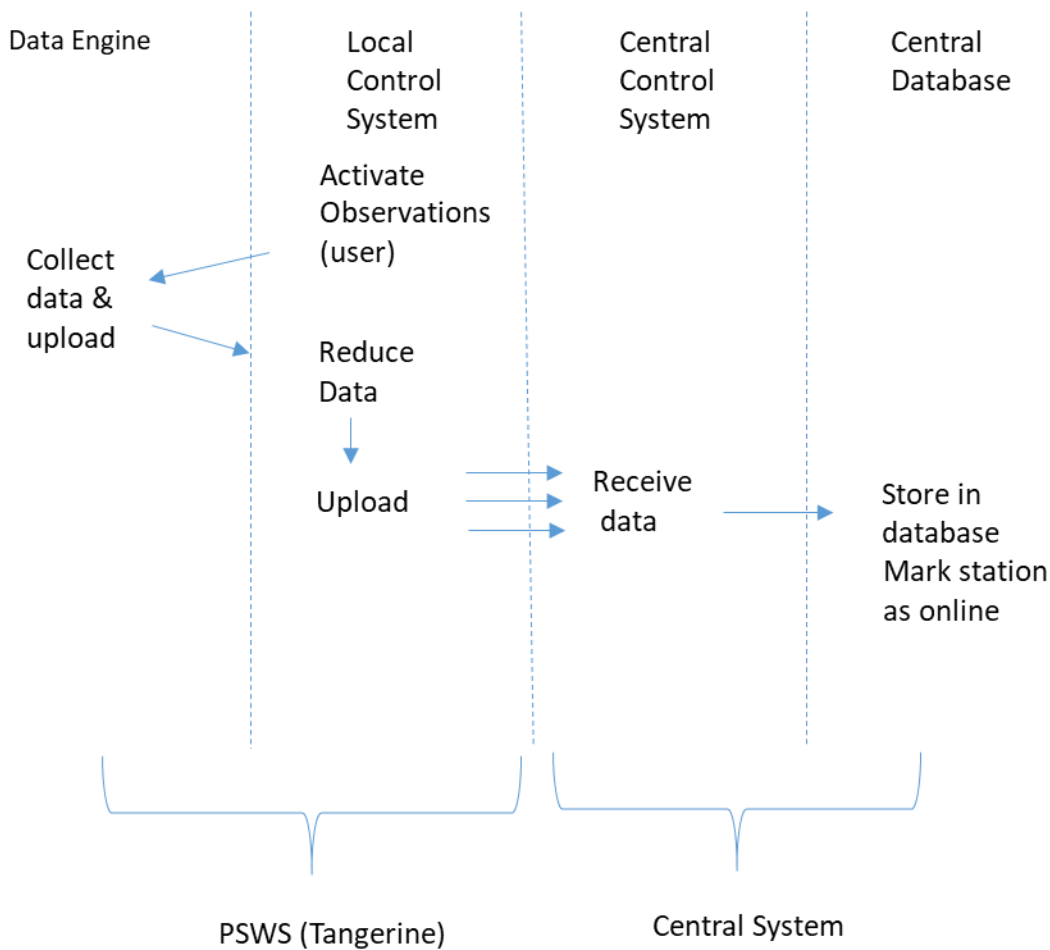 Data Engine
Local
Control
System
Central
Control
System
Central
Database
Activate
Observations
(user)
Collect
data &
upload
Reduce
Data
Upload
Receive
data
Store in
database
Mark station
as online
PSWS (Tangerine)
Central System